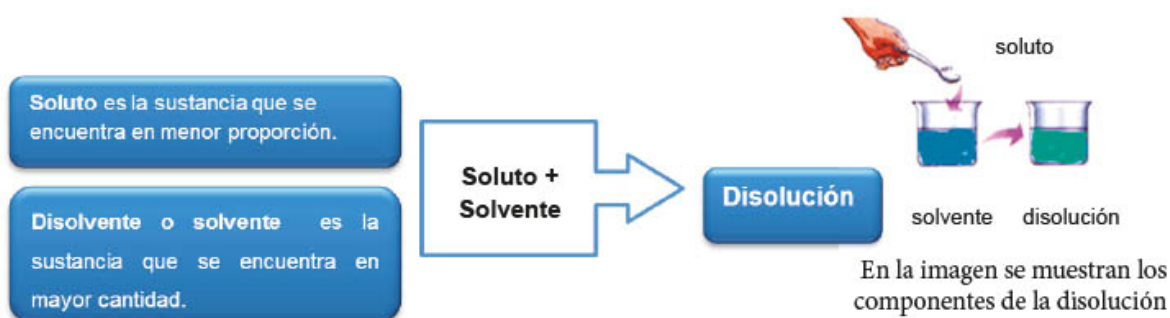 Soluto es la sustancia que se
encuentra en menor proporción.
Disolvente o solvente es la
sustancia que se encuentra en
mayor cantidad.
Soluto +
Solvente
Disolución
soluto
solvente disolución
En la imagen se muestran los
componentes de la disolución